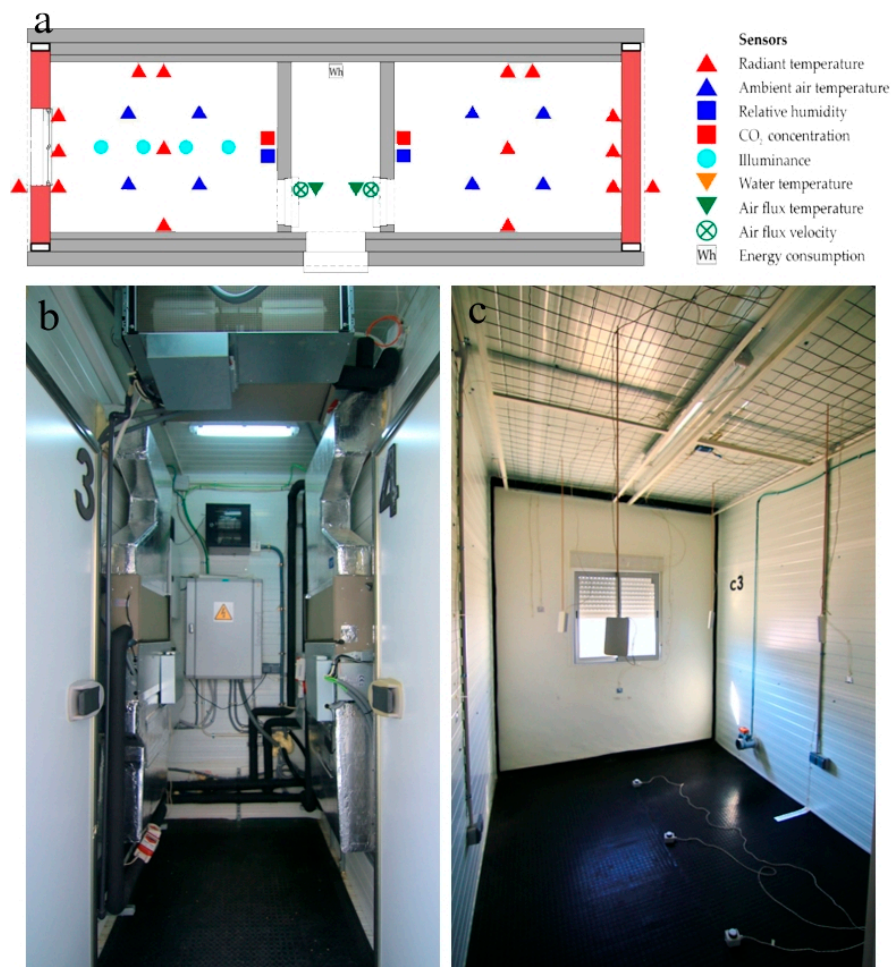 a
Wh
Sensors
Radiant temperature
Ambient air temperature
Relative humidity
CO₂ concentration
Illuminance
Water temperature
Air flux temperature
Air flux velocity
Wh Energy consumption
b
3
4
c
c3